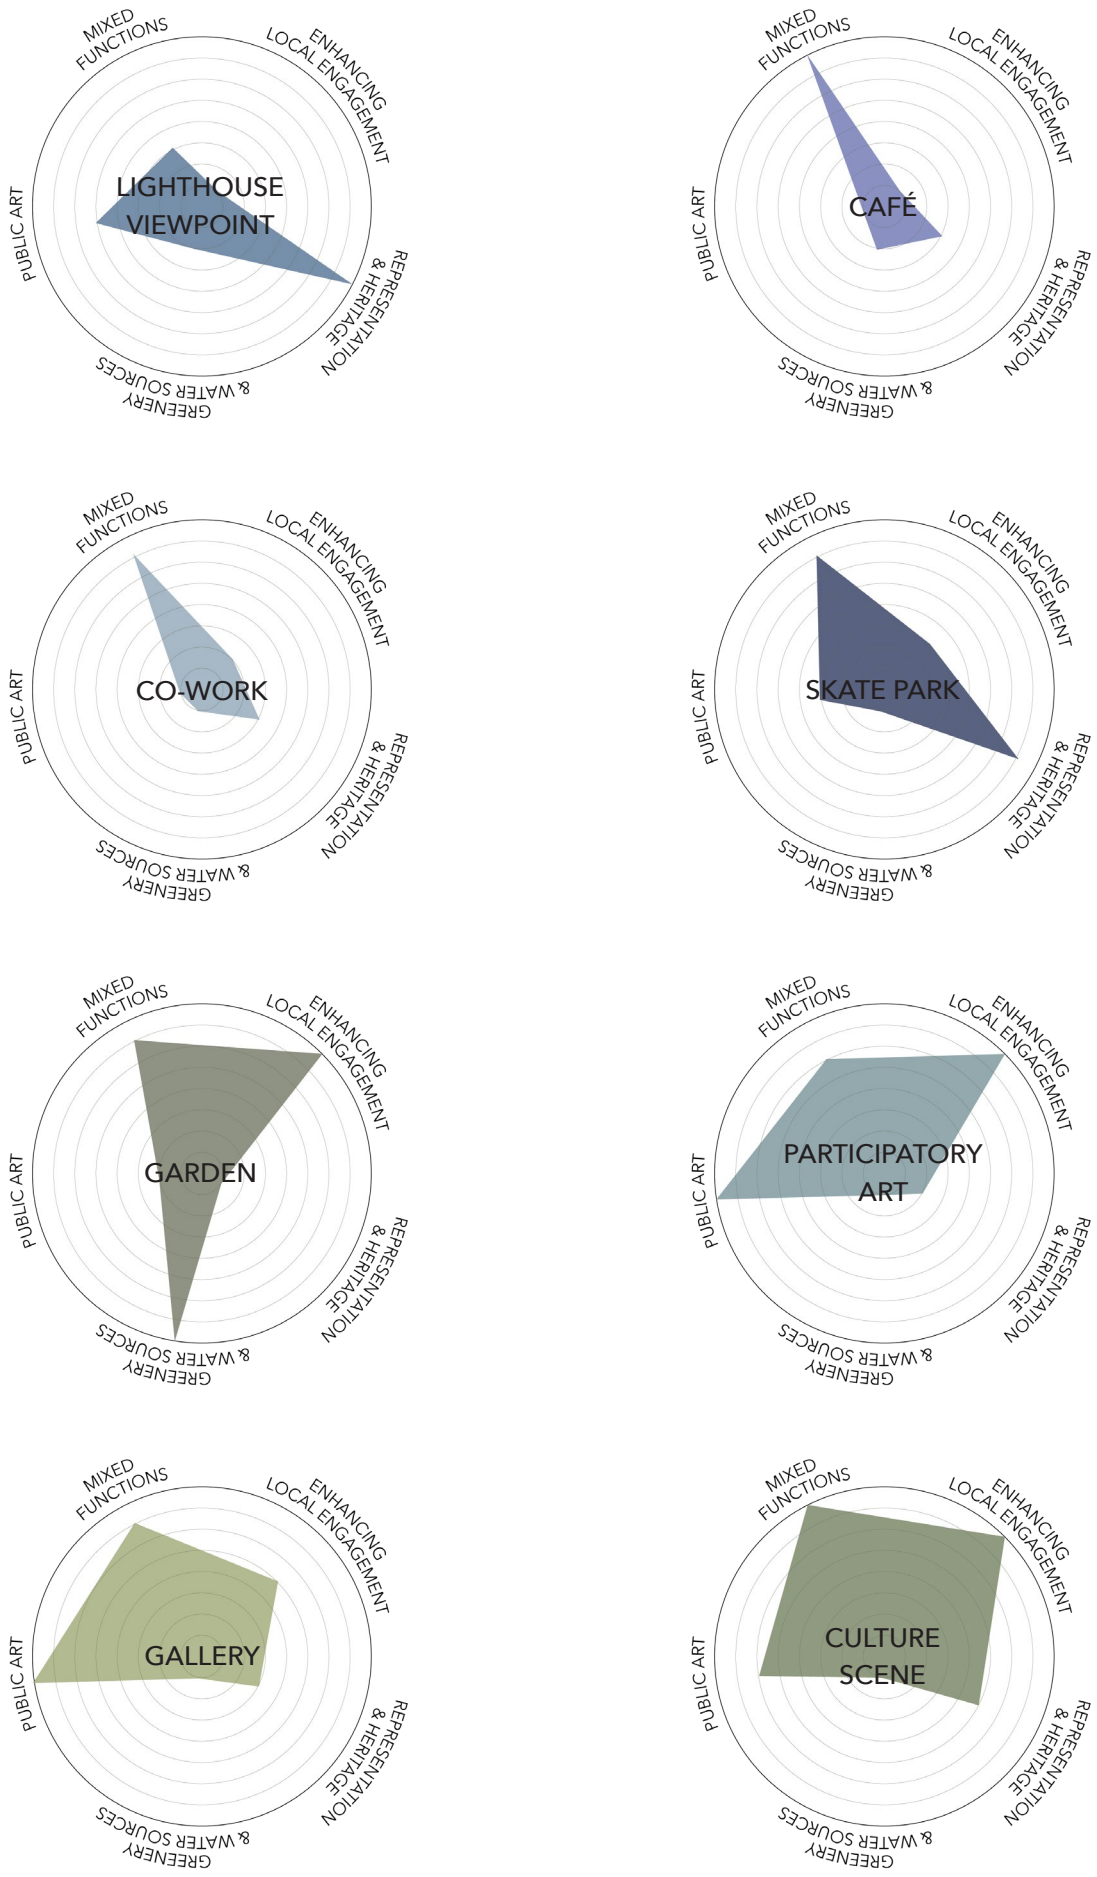 MIXED
FUNCTIONS
ENHANCING
LOCAL ENGAGEMENT
PUBLIC ART
LIGHTHOUSE
VIEWPOINT
REPRESENTATION
& HERITAGE
& WATER SOURCES
GREENERY
MIXED
FUNCTIONS
ENHANCING
LOCAL ENGAGEMENT
PUBLIC ART
CAFÉ
REPRESENTATION
& HERITAGE
& WATER SOURCES
GREENERY
MIXED
FUNCTIONS
ENHANCING
LOCAL ENGAGEMENT
PUBLIC ART
CO-WORK
REPRESENTATION
& HERITAGE
& WATER SOURCES
GREENERY
MIXED
FUNCTIONS
ENHANCING
LOCAL ENGAGEMENT
PUBLIC ART
SKATE PARK
REPRESENTATION
& HERITAGE
& WATER SOURCES
GREENERY
MIXED
FUNCTIONS
ENHANCING
LOCAL ENGAGEMENT
PUBLIC ART
GARDEN
REPRESENTATION
& HERITAGE
& WATER SOURCES
GREENERY
MIXED
FUNCTIONS
ENHANCING
LOCAL ENGAGEMENT
PUBLIC ART
PARTICIPATORY
ART
REPRESENTATION
& HERITAGE
& WATER SOURCES
GREENERY
MIXED
FUNCTIONS
ENHANCING
LOCAL ENGAGEMENT
PUBLIC ART
GALLERY
REPRESENTATION
& HERITAGE
& WATER SOURCES
GREENERY
MIXED
FUNCTIONS
ENHANCING
LOCAL ENGAGEMENT
PUBLIC ART
CULTURE
SCENE
REPRESENTATION
& HERITAGE
& WATER SOURCES
GREENERY